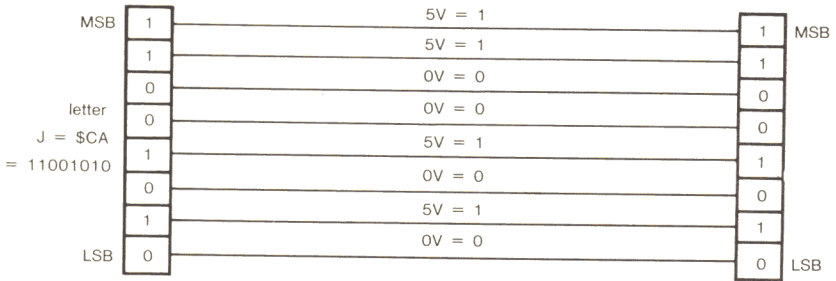 MSB 1 5V = 1 1 MSB
1 5V = 1 1
0 0V = 0 0
letter 0 0V = 0 0
J = $CA
= 11001010 1 5V = 1 1
0 0V = 0 0
1 5V = 1 1
LSB 0 0V = 0 0 LSB